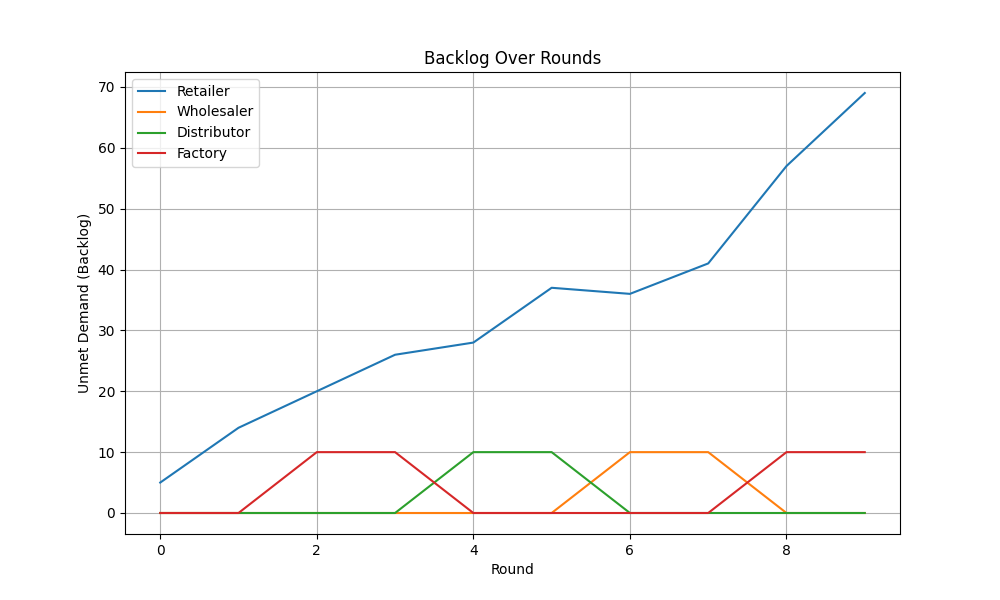 Backlog Over Rounds
Retailer
Wholesaler
Distributor
Factory
Unmet Demand (Backlog)
70
60
50
40
30
20
10
0
0 2 4 6 8
Round